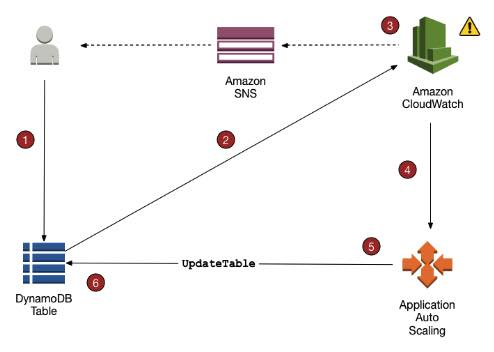 3
Amazon
SNS
Amazon
CloudWatch
1
2
4
5
UpdateTable
6
DynamoDB
Table
Application
Auto
Scaling